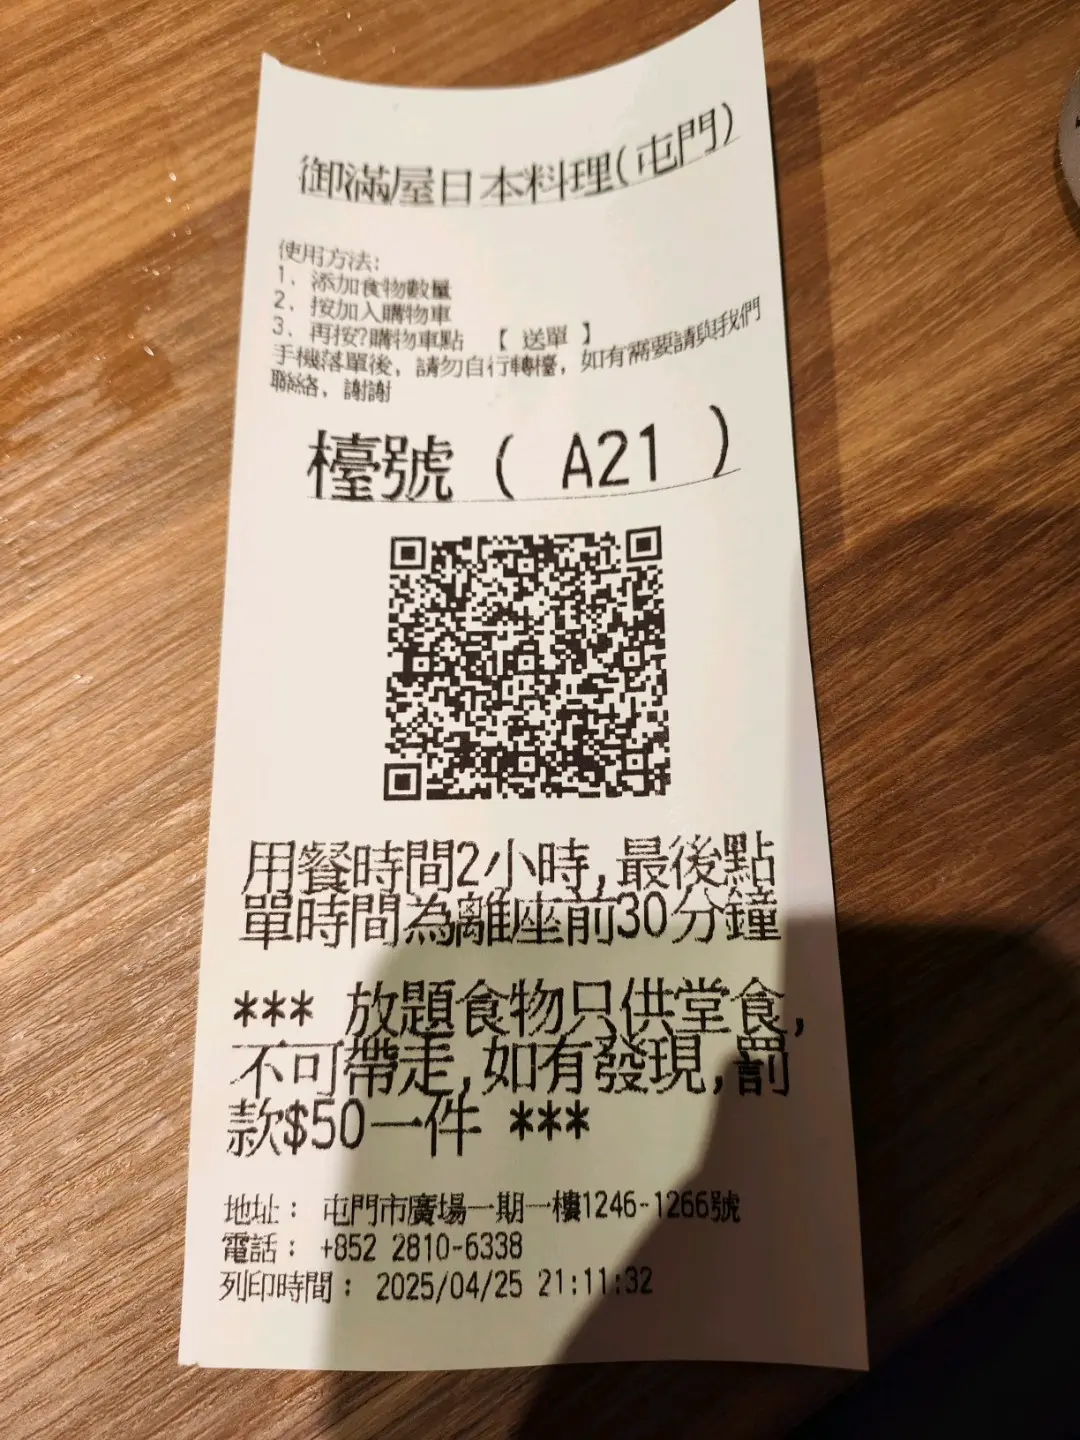 御滿屋日本料理(屯門)
使用方法:
1. 添加食物數量
2. 按加入購物車
3. 再按?購物車點 【 送單 】
手機落單後, 請勿自行轉檯, 如有需要請與我們
聯絡, 謝謝
檯號 ( A21 )
用餐時間2小時,最後點
單時間為離座前30分鐘
*** 放題食物只供堂食,
不可帶走,如有發現,罰
款$50一件 ***
地址: 屯門市廣場一期一樓1246-1266號
電話: +852 2810-6338
列印時間: 2025/04/25 21:11:32